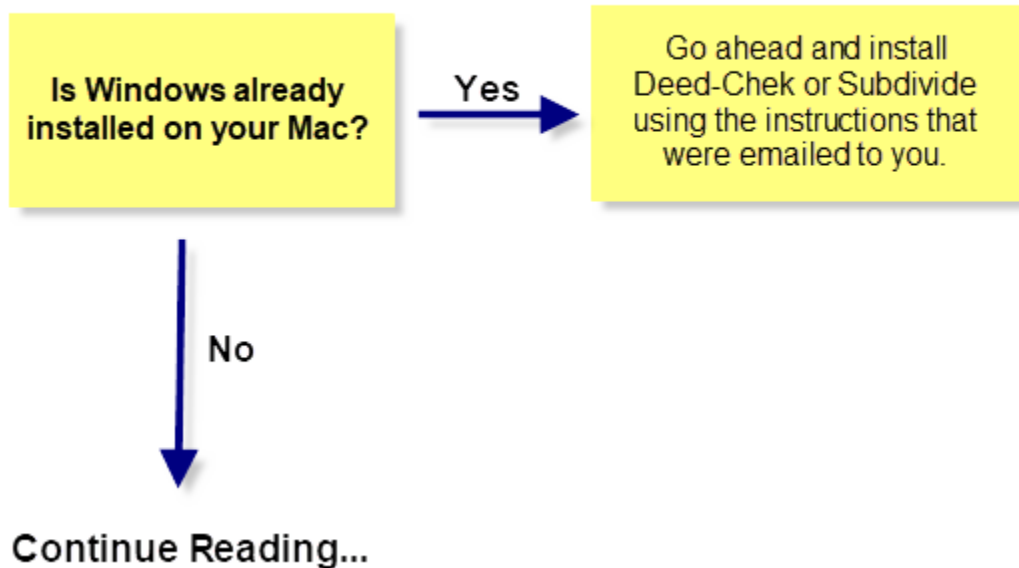 Is Windows already
installed on your Mac?
Yes
Go ahead and install
Deed-Chek or Subdivide
using the instructions that
were emailed to you.
No
Continue Reading...